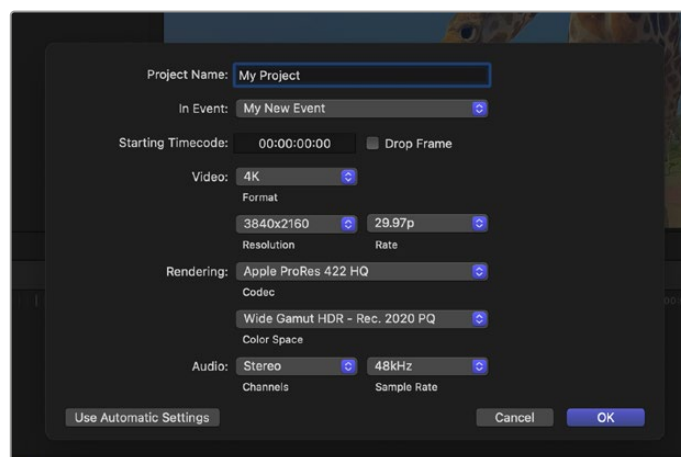 Project Name: My Project
In Event: My New Event
Starting Timecode: 00:00:00:00 Drop Frame
Video: 4K
Format
3840x2160 29.97p
Resolution Rate
Rendering: Apple ProRes 422 HQ
Codec
Wide Gamut HDR - Rec. 2020 PQ
Color Space
Audio: Stereo 48kHz
Channels Sample Rate
Use Automatic Settings Cancel OK